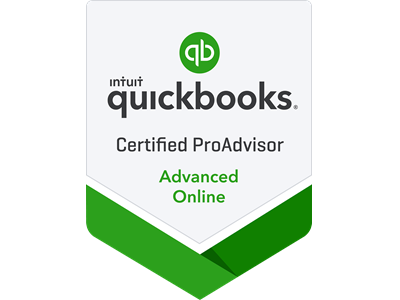 qb
intuit
quickbooks®
Certified ProAdvisor
Advanced
Online